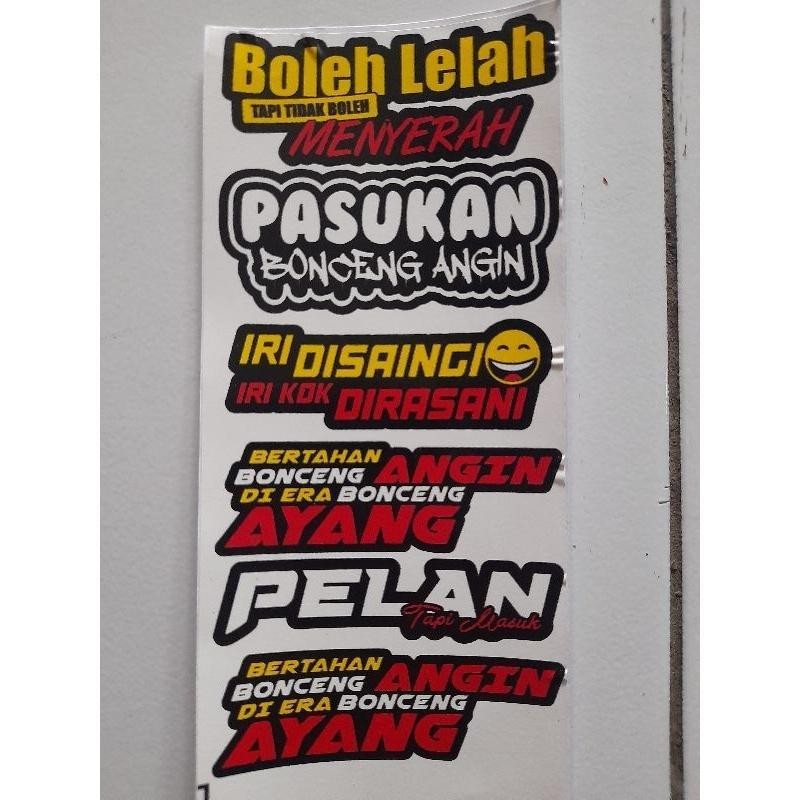 Boleh Lelah
TAPI TIDAK BOLEH
MENYERAH
PASUKAN
BONCENG ANGIN
IRI DISAINGI
IRI KOK DIRASANI
BERTAHAN
BONCENG ANGIN
DI ERA BONCENG
AYANG
PELAN
Tapi Masuk
BERTAHAN
BONCENG ANGIN
DI ERA BONCENG
AYANG